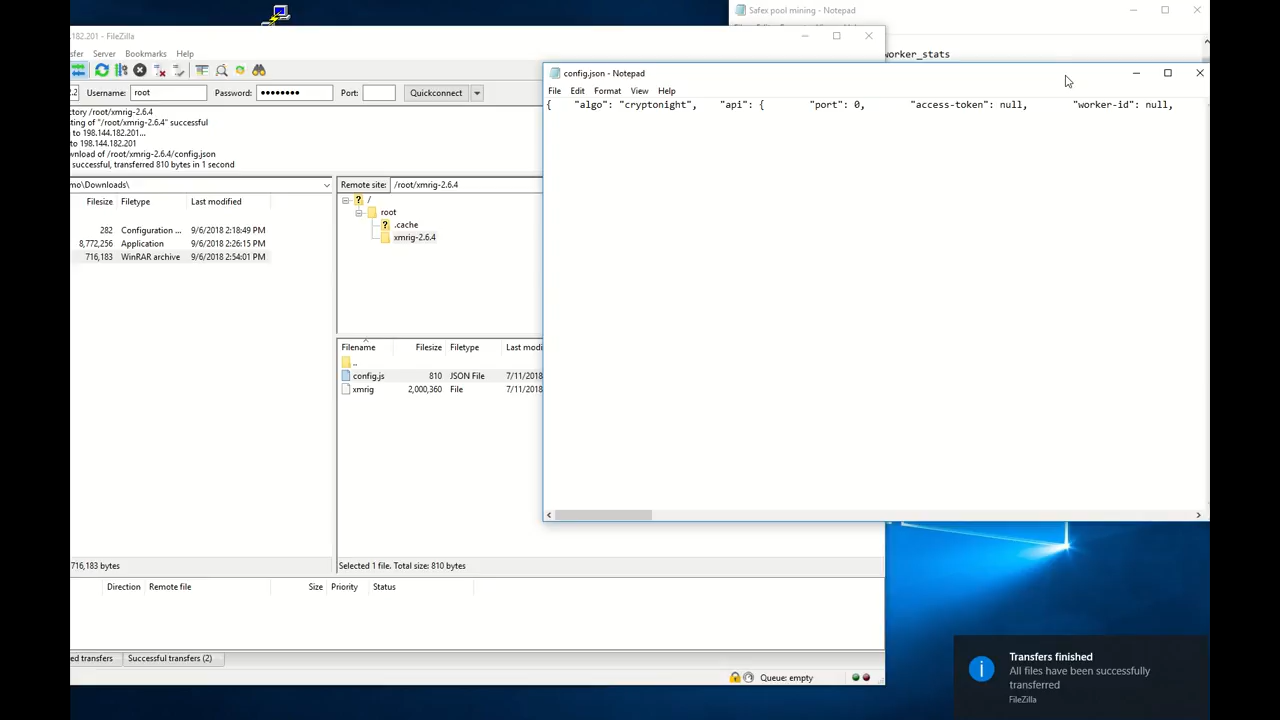 Safex pool mining - Notepad
.182.201 - FileZilla
sfer Server Bookmarks Help
worker_stats
config.json - Notepad
File Edit Format View Help
{ "algo": "cryptonight", "api": { "port": 0, "access-token": null, "worker-id": null,
Username: root Password: ●●●●●●●● Port: Quickconnect
ctory /root/xmrig-2.6.4"
sting of "/root/xmrig-2.6.4" successful
to 198.144.182.201...
wnload of /root/xmrig-2.6.4/config.json
successful, transferred 810 bytes in 1 second
mo\Downloads\
Remote site: /root/xmrig-2.6.4
Filesize Filetype Last modified
/
root
.cache
xmrig-2.6.4
282 Configuration ... 9/6/2018 2:18:49 PM
8,772,256 Application 9/6/2018 2:26:15 PM
716,183 WinRAR archive 9/6/2018 2:54:01 PM
Filename Filesize Filetype Last modi
..
config.js 810 JSON File 7/11/2018
xmrig 2,000,360 File 7/11/2018
716,183 bytes
Selected 1 file. Total size: 810 bytes
Direction Remote file Size Priority Status
ed transfers Successful transfers (2)
Queue: empty
Transfers finished
All files have been successfully
transferred
FileZilla